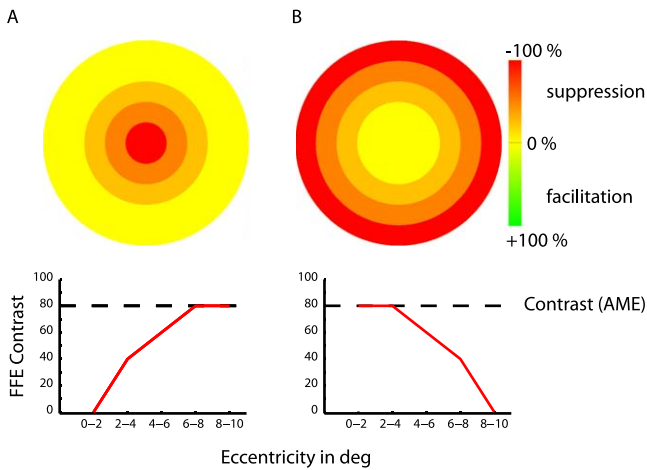 A
B
-100 %
suppression
0 %
facilitation
+100 %
100
80
60
40
20
0
FFE Contrast
0–2 2–4 4–6 6–8 8–10
100
80
60
40
20
0
0–2 2–4 4–6 6–8 8–10
Contrast (AME)
Eccentricity in deg